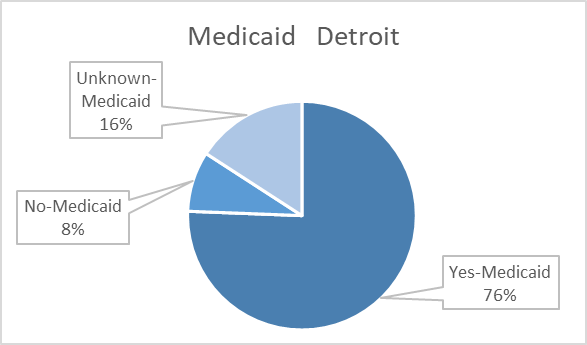 Medicaid   Detroit
Unknown-
Medicaid
16%
No-Medicaid
8%
Yes-Medicaid
76%